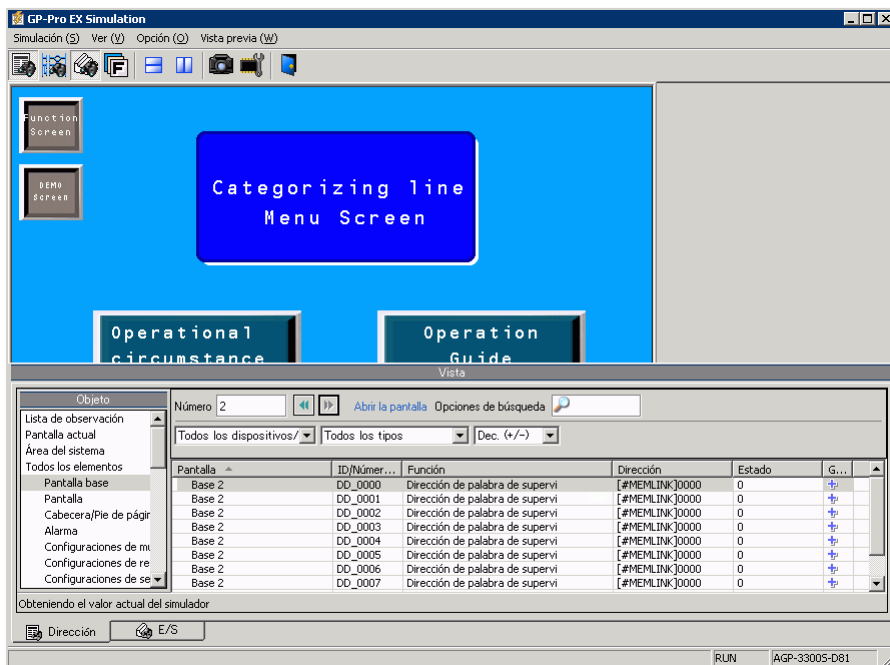 GP-Pro EX Simulation
Simulación (S) Ver (V) Opción (O) Vista previa (W)
Function
Screen
DEMO
Screen
Categorizing line
Menu Screen
Operational
circumstance
Operation
Guide
Vista
Objeto
Lista de observación
Pantalla actual
Área del sistema
Todos los elementos
Pantalla base
Pantalla
Cabecera/Pie de págin
Alarma
Configuraciones de mu
Configuraciones de re
Configuraciones de se
Número 2 Abrir la pantalla Opciones de búsqueda
Todos los dispositivos/ Todos los tipos Dec. (+/-)
Pantalla ID/Númer... Función Dirección Estado G...
Base 2 DD_0000 Dirección de palabra de supervi [#MEMLINK]0000 0
Base 2 DD_0001 Dirección de palabra de supervi [#MEMLINK]0000 0
Base 2 DD_0002 Dirección de palabra de supervi [#MEMLINK]0000 0
Base 2 DD_0003 Dirección de palabra de supervi [#MEMLINK]0000 0
Base 2 DD_0004 Dirección de palabra de supervi [#MEMLINK]0000 0
Base 2 DD_0005 Dirección de palabra de supervi [#MEMLINK]0000 0
Base 2 DD_0006 Dirección de palabra de supervi [#MEMLINK]0000 0
Base 2 DD_0007 Dirección de palabra de supervi [#MEMLINK]0000 0
Obteniendo el valor actual del simulador
Dirección E/S
RUN AGP-3300S-D81